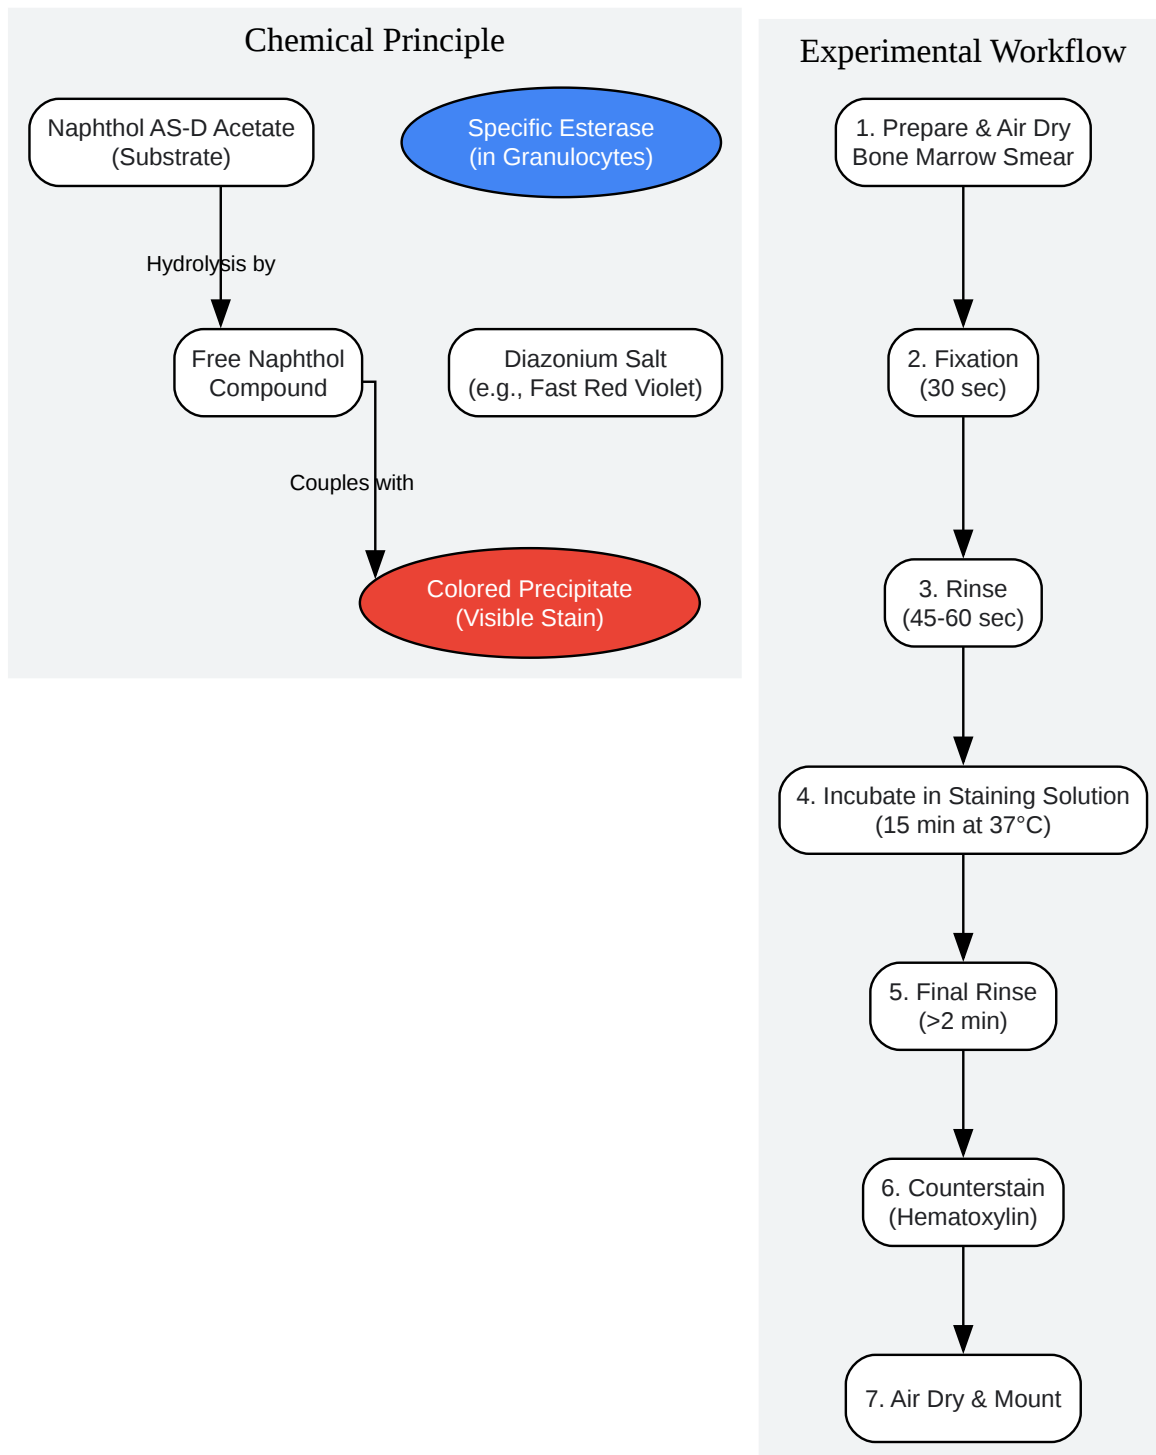 Chemical Principle
Naphthol AS-D Acetate
(Substrate)
Specific Esterase
(in Granulocytes)
Hydrolysis by
Free Naphthol
Compound
Diazonium Salt
(e.g., Fast Red Violet)
Couples with
Colored Precipitate
(Visible Stain)
Experimental Workflow
1. Prepare & Air Dry
Bone Marrow Smear
2. Fixation
(30 sec)
3. Rinse
(45-60 sec)
4. Incubate in Staining Solution
(15 min at 37°C)
5. Final Rinse
(>2 min)
6. Counterstain
(Hematoxylin)
7. Air Dry & Mount